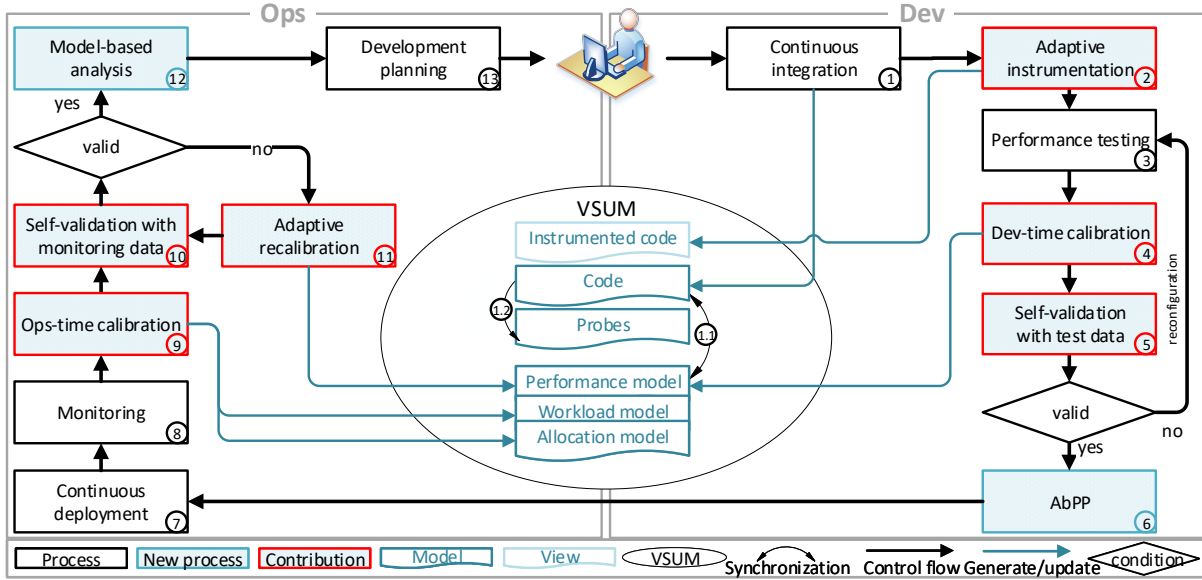 Ops
Dev
Model-based
analysis
12
Development
planning
13
Continuous
integration
1
Adaptive
instrumentation
2
yes
valid
no
Performance testing
3
Self-validation with
monitoring data
10
Adaptive
recalibration
11
VSUM
Instrumented code
Code
1.2
Probes
1.1
Performance model
Workload model
Allocation model
Dev-time calibration
4
reconfiguration
Ops-time calibration
9
Self-validation
with test data
5
Monitoring
8
valid
no
yes
Continuous
deployment
7
AbPP
6
Process
New process
Contribution
Model
View
VSUM
Synchronization
Control flow
Generate/update
condition